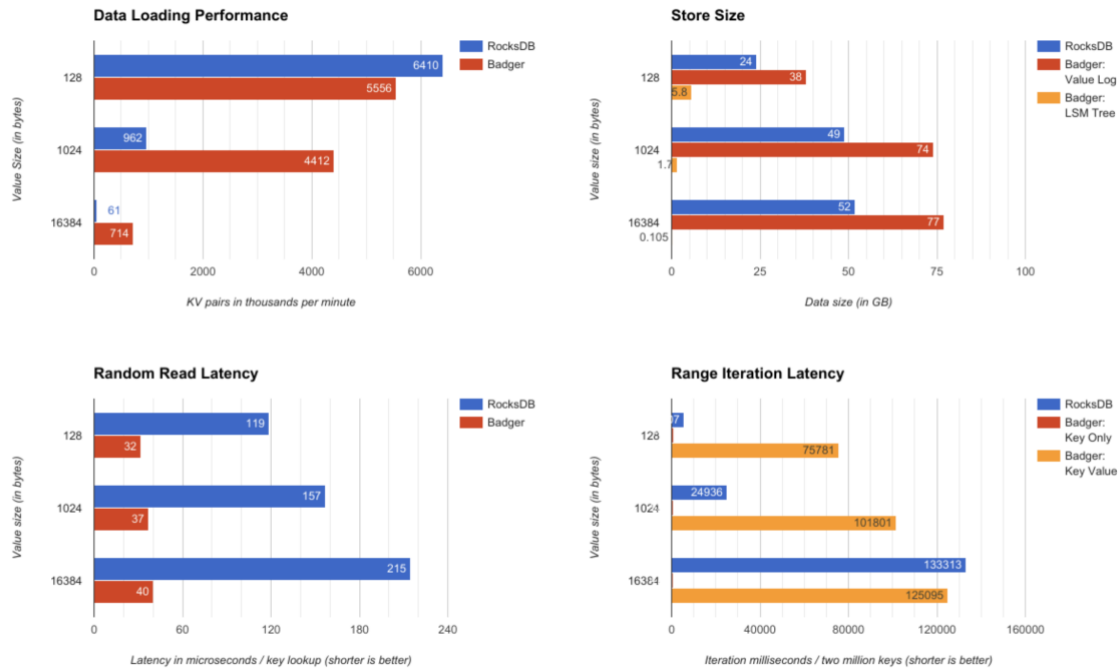 Data Loading Performance
RocksDB
Badger
Value Size (in bytes)
128
6410
5556
1024
962
4412
16384
61
714
0
2000
4000
6000
KV pairs in thousands per minute
Store Size
RocksDB
Badger:
Value Log
Badger:
LSM Tree
Value size (in bytes)
128
24
38
5.8
1024
49
74
1.7
16384
52
77
0.105
0
25
50
75
100
Data size (in GB)
Random Read Latency
RocksDB
Badger
Value size (in bytes)
128
119
32
1024
157
37
16384
215
40
0
60
120
180
240
Latency in microseconds / key lookup (shorter is better)
Range Iteration Latency
RocksDB
Badger:
Key Only
Badger:
Key Value
Value size (in bytes)
128
75781
1024
24936
101801
16384
133313
125095
0
40000
80000
120000
160000
Iteration milliseconds / two million keys (shorter is better)